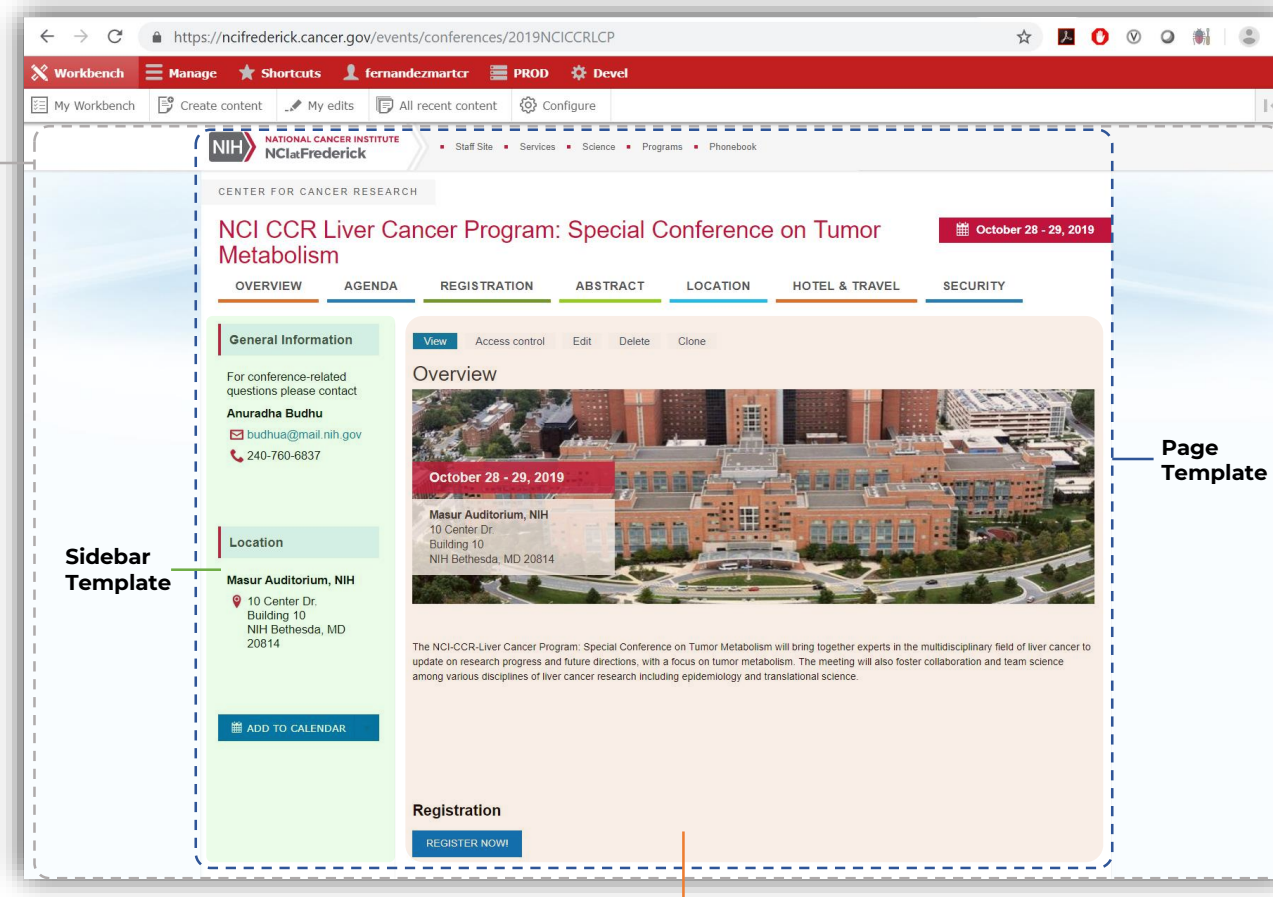 https://ncifrederick.cancer.gov/events/conferences/2019NCICCRLCP
Workbench Manage Shortcuts fernandezmartcr PROD Devel
My Workbench Create content My edits All recent content Configure
NIH NATIONAL CANCER INSTITUTE
NCIatFrederick
Staff Site Services Science Programs Phonebook
CENTER FOR CANCER RESEARCH
NCI CCR Liver Cancer Program: Special Conference on Tumor
Metabolism
October 28 - 29, 2019
OVERVIEW AGENDA REGISTRATION ABSTRACT LOCATION HOTEL & TRAVEL SECURITY
General Information
For conference-related
questions please contact
Anuradha Budhu
budhua@mail.nih.gov
240-760-6837
Location
Masur Auditorium, NIH
10 Center Dr.
Building 10
NIH Bethesda, MD
20814
ADD TO CALENDAR
Sidebar
Template
View Access control Edit Delete Clone
Overview
October 28 - 29, 2019
Masur Auditorium, NIH
10 Center Dr.
Building 10
NIH Bethesda, MD 20814
The NCI-CCR-Liver Cancer Program: Special Conference on Tumor Metabolism will bring together experts in the multidisciplinary field of liver cancer to
update on research progress and future directions, with a focus on tumor metabolism. The meeting will also foster collaboration and team science
among various disciplines of liver cancer research including epidemiology and translational science.
Registration
REGISTER NOW!
Page
Template